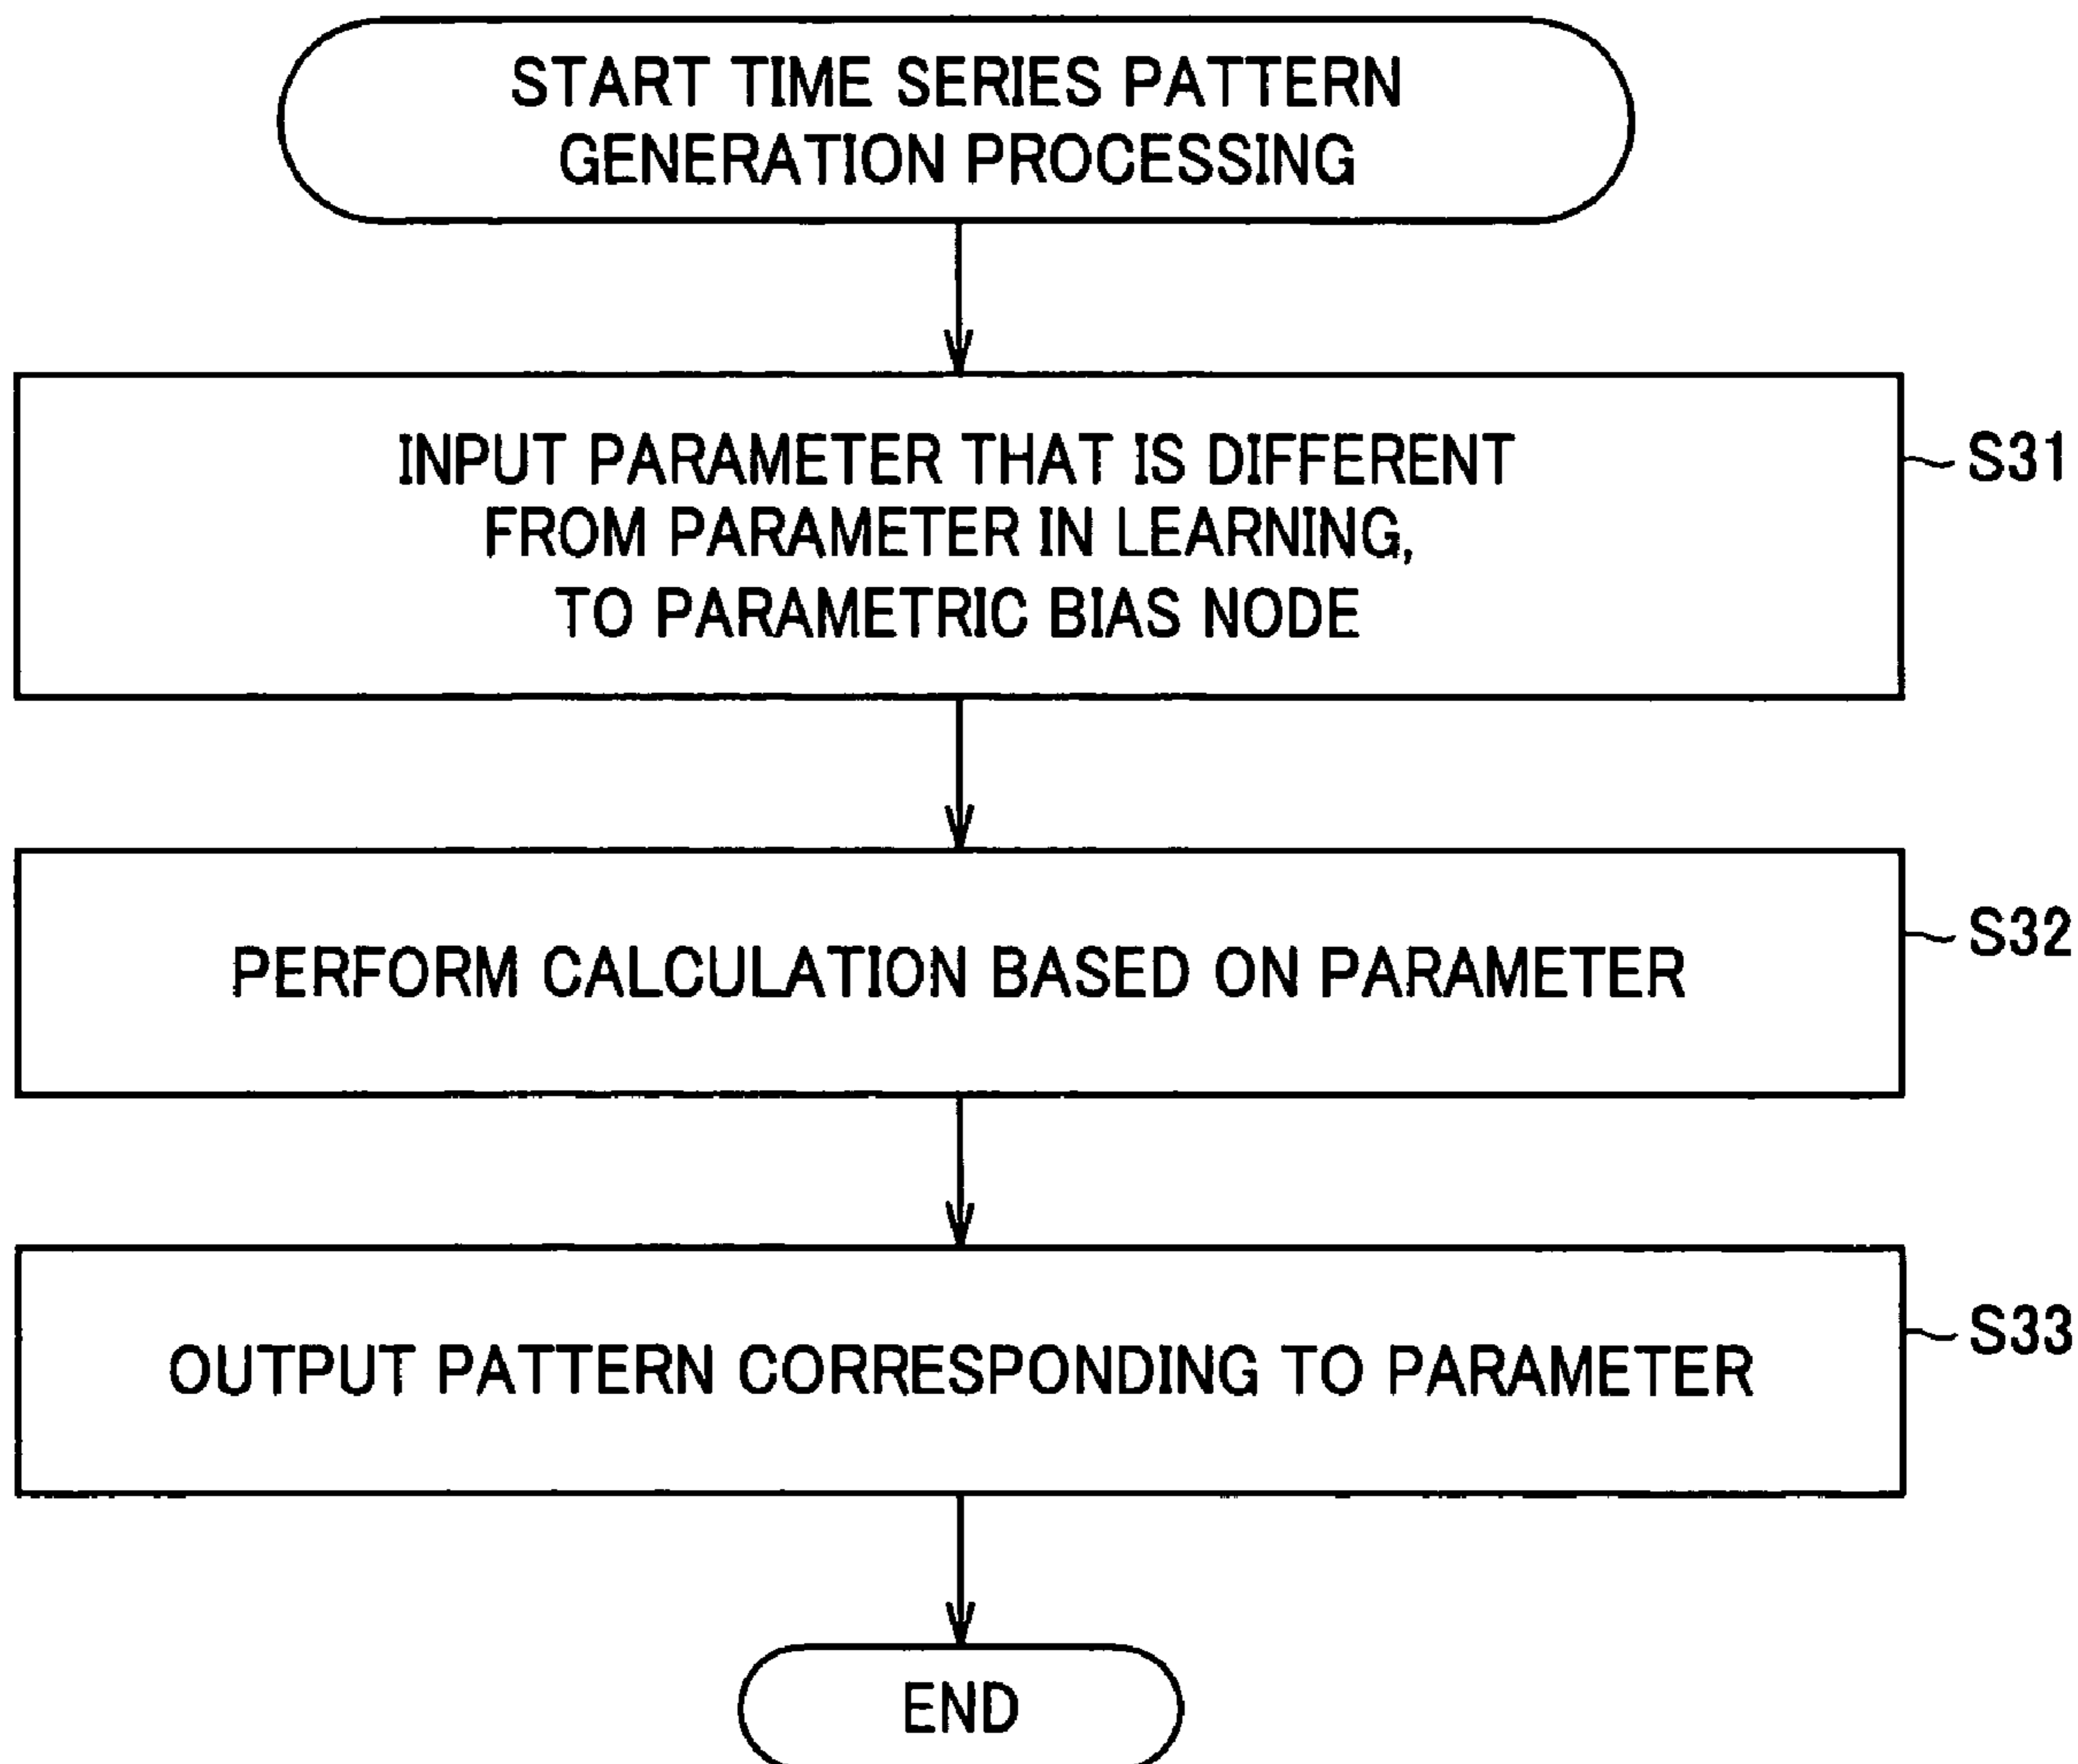 START TIME SERIES PATTERN
GENERATION PROCESSING
INPUT PARAMETER THAT IS DIFFERENT
FROM PARAMETER IN LEARNING,
TO PARAMETRIC BIAS NODE
S31
PERFORM CALCULATION BASED ON PARAMETER
S32
OUTPUT PATTERN CORRESPONDING TO PARAMETER
S33
END